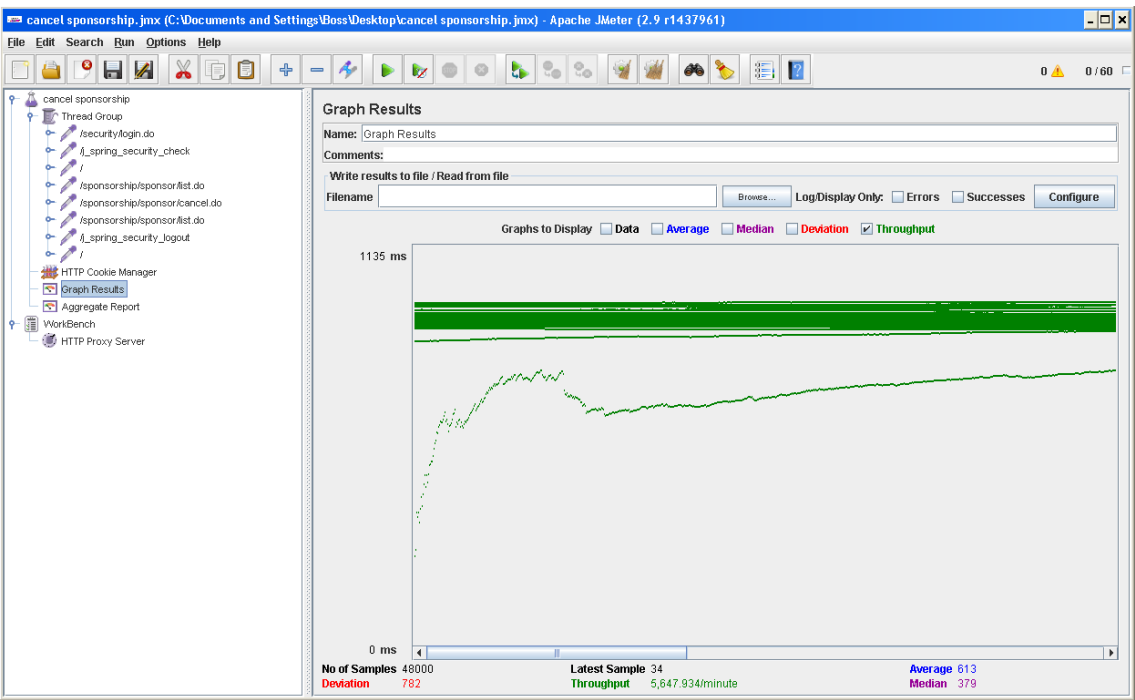 cancel sponsorship.jmx (C:\Documents and Settings\Boss\Desktop\cancel sponsorship.jmx) - Apache JMeter (2.9 r1437961)
File Edit Search Run Options Help
0 0 / 60
cancel sponsorship
Thread Group
/security/login.do
/j_spring_security_check
/
/sponsorship/sponsor/list.do
/sponsorship/sponsor/cancel.do
/sponsorship/sponsor/list.do
/j_spring_security_logout
/
HTTP Cookie Manager
Graph Results
Aggregate Report
WorkBench
HTTP Proxy Server
Graph Results
Name: Graph Results
Comments:
Write results to file / Read from file
Filename Browse... Log/Display Only: Errors Successes Configure
Graphs to Display Data Average Median Deviation Throughput
1135 ms
0 ms
No of Samples 48000 Latest Sample 34 Average 613
Deviation 782 Throughput 5,647.934/minute Median 379